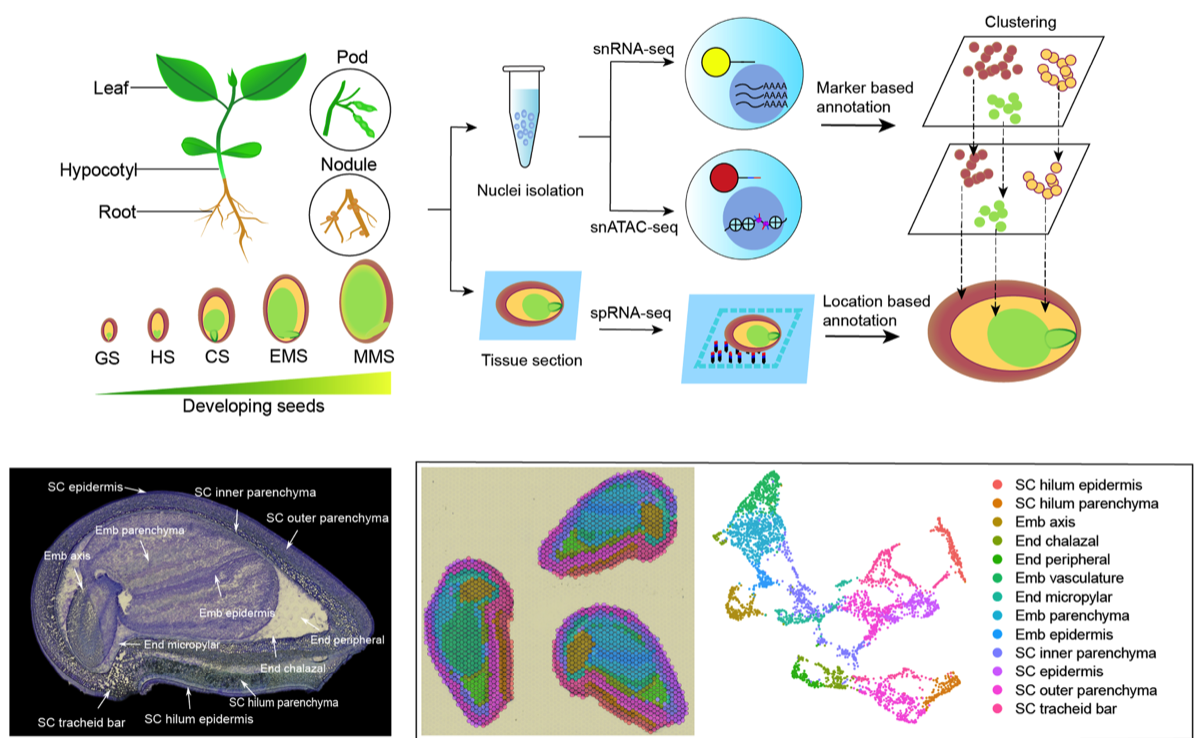 Leaf
Hypocotyl
Root
Pod
Nodule
GS
HS
CS
EMS
MMS
Developing seeds
Nuclei isolation
snRNA-seq
AAAA
AAAA
AAAA
snATAC-seq
Marker based
annotation
Clustering
Tissue section
spRNA-seq
Location based
annotation
SC epidermis
SC inner parenchyma
SC outer parenchyma
Emb parenchyma
Emb axis
Emb epidermis
End peripheral
End micropylar
End chalazal
SC hilum parenchyma
SC tracheid bar
SC hilum epidermis
SC hilum epidermis
SC hilum parenchyma
Emb axis
End chalazal
End peripheral
Emb vasculature
End micropylar
Emb parenchyma
Emb epidermis
SC inner parenchyma
SC epidermis
SC outer parenchyma
SC tracheid bar